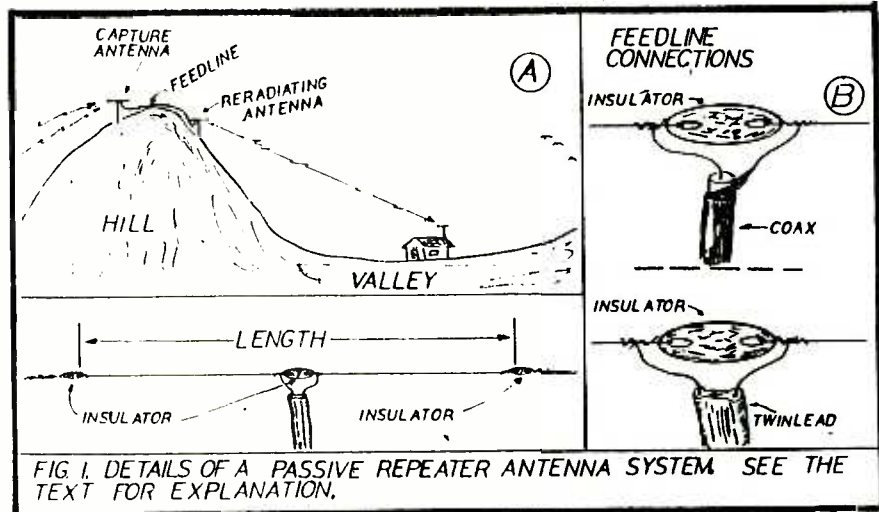 CAPTURE
ANTENNA
FEEDLINE
RERADIATING
ANTENNA
A
HILL
VALLEY
LENGTH
INSULATOR
INSULATOR
FEEDLINE
CONNECTIONS
B
INSULATOR
COAX
INSULATOR
TWINLEAD
FIG. 1. DETAILS OF A PASSIVE REPEATER ANTENNA SYSTEM. SEE THE
TEXT FOR EXPLANATION.